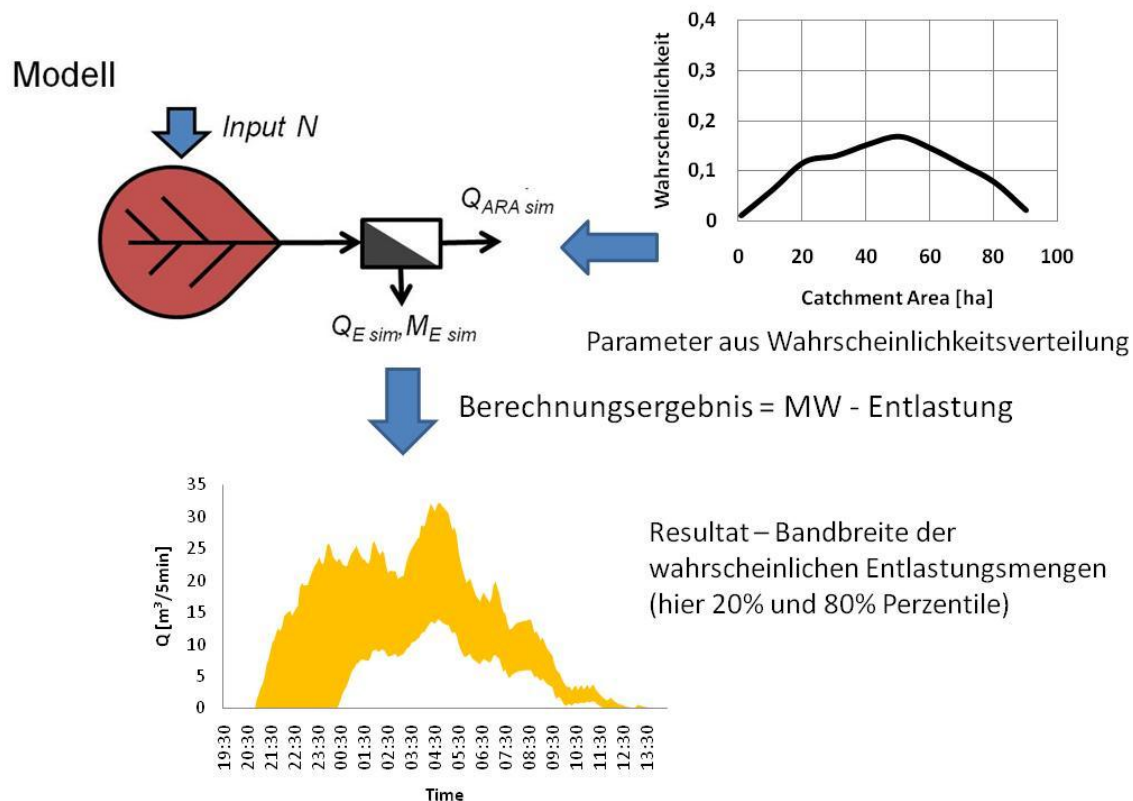 Modell
Input N
Q_ARA sim
Q_E sim, M_E sim
Wahrscheinlichkeit
0,4
0,3
0,2
0,1
0
0 20 40 60 80 100
Catchment Area [ha]
Parameter aus Wahrscheinlichkeitsverteilung
Berechnungsergebnis = MW - Entlastung
Q [m³/5min]
35
30
25
20
15
10
5
0
19:30 20:30 21:30 22:30 23:30 00:30 01:30 02:30 03:30 04:30 05:30 06:30 07:30 08:30 09:30 10:30 11:30 12:30 13:30
Time
Resultat – Bandbreite der
wahrscheinlichen Entlastungsmengen
(hier 20% und 80% Perzentile)